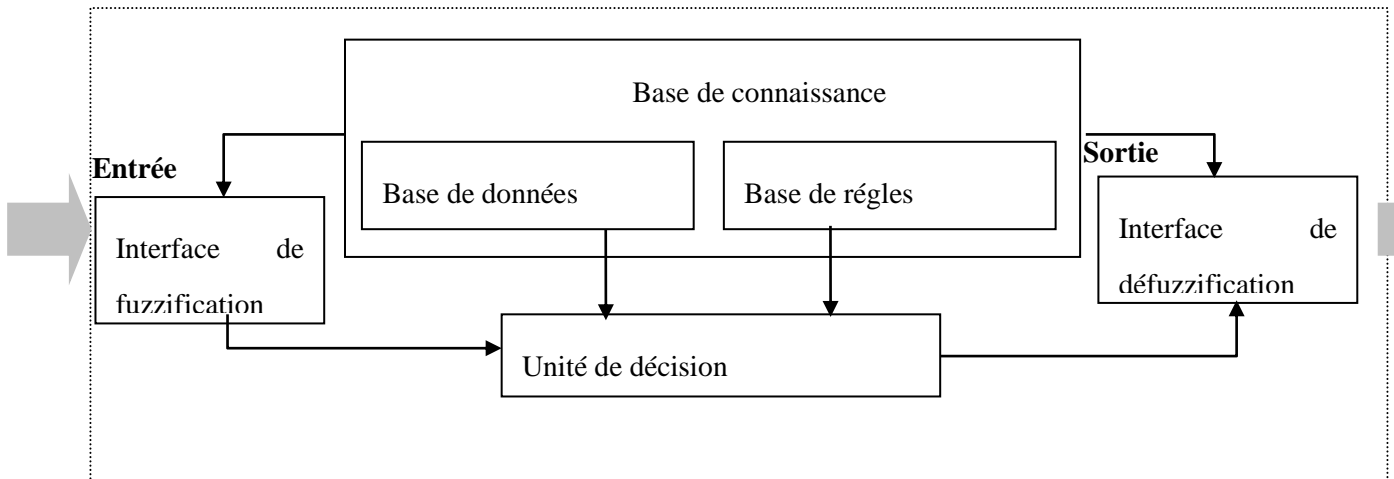 Base de connaissance
Entrée
Base de données
Base de régles
Sortie
Interface de
fuzzification
Interface de
défuzzification
Unité de décision